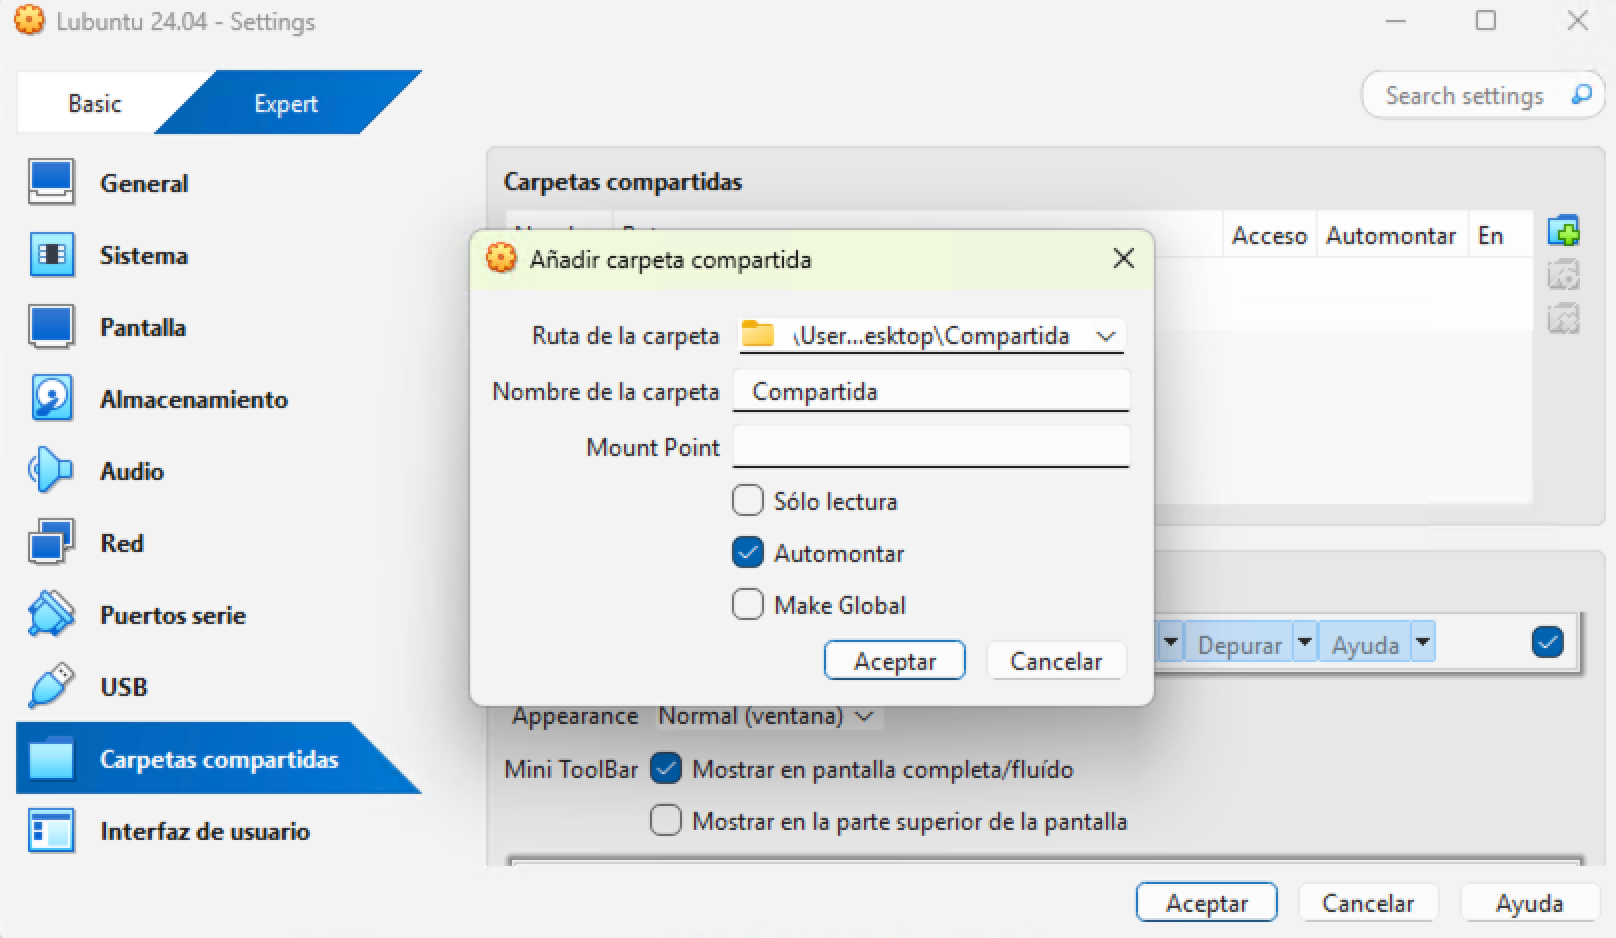 Lubuntu 24.04 - Settings
Basic
Expert
Search settings
General
Sistema
Pantalla
Almacenamiento
Audio
Red
Puertos serie
USB
Carpetas compartidas
Interfaz de usuario
Carpetas compartidas
Acceso
Automontar
En
Añadir carpeta compartida
Ruta de la carpeta
\User...esktop\Compartida
Nombre de la carpeta
Compartida
Mount Point
Sólo lectura
Automontar
Make Global
Aceptar
Cancelar
Depurar
Ayuda
Appearance
Normal (ventana)
Mini ToolBar
Mostrar en pantalla completa/fluído
Mostrar en la parte superior de la pantalla
Aceptar
Cancelar
Ayuda